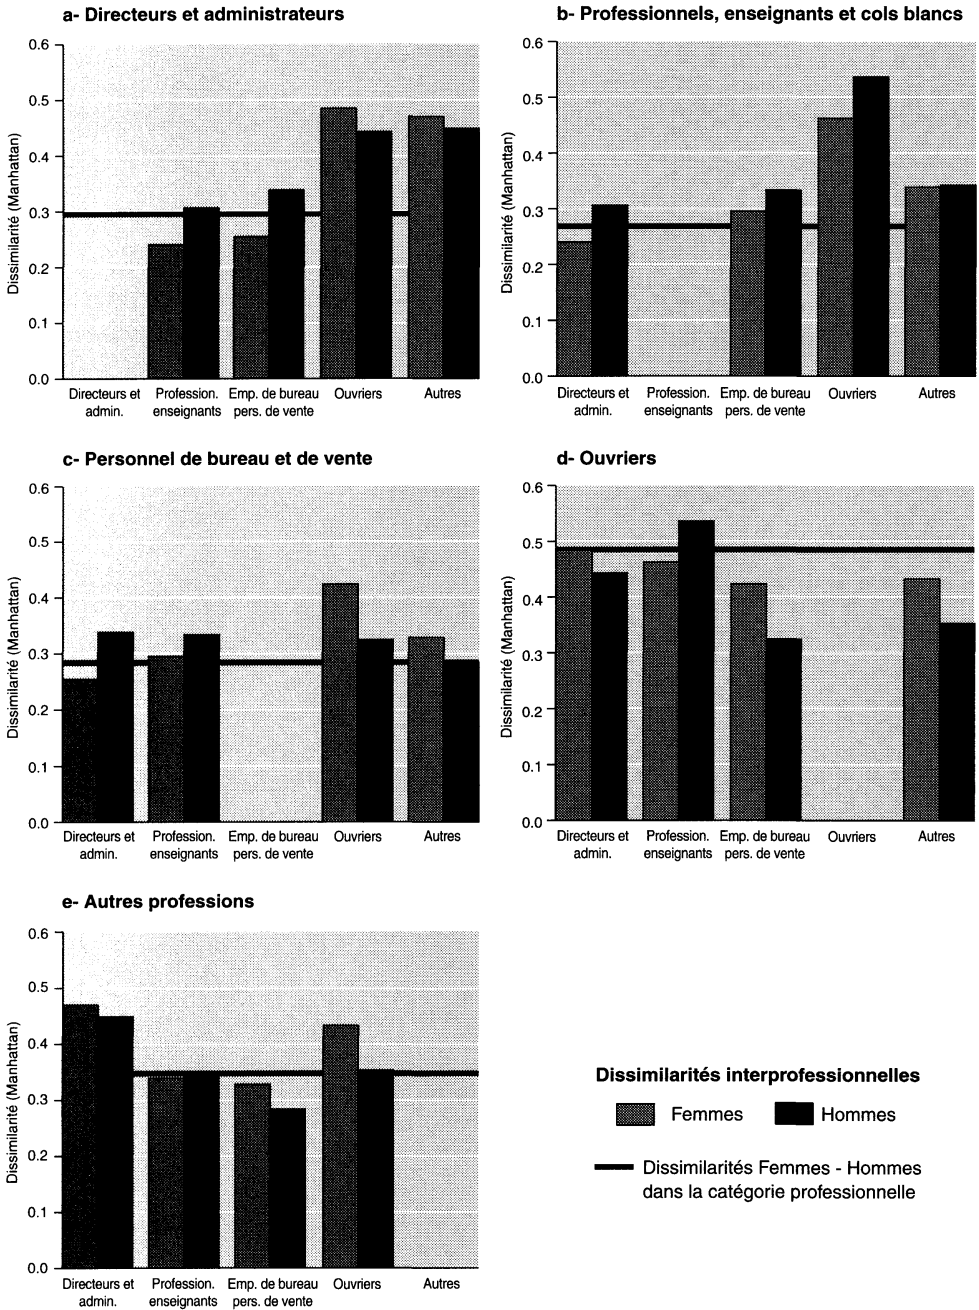 a- Directeurs et administrateurs
Dissimilarité (Manhattan)
0.6
0.5
0.4
0.3
0.2
0.1
0.0
Directeurs et admin.
Profession. enseignants
Emp. de bureau pers. de vente
Ouvriers
Autres
b- Professionnels, enseignants et cols blancs
Dissimilarité (Manhattan)
0.6
0.5
0.4
0.3
0.2
0.1
0.0
Directeurs et admin.
Profession. enseignants
Emp. de bureau pers. de vente
Ouvriers
Autres
c- Personnel de bureau et de vente
Dissimilarité (Manhattan)
0.6
0.5
0.4
0.3
0.2
0.1
0.0
Directeurs et admin.
Profession. enseignants
Emp. de bureau pers. de vente
Ouvriers
Autres
d- Ouvriers
Dissimilarité (Manhattan)
0.6
0.5
0.4
0.3
0.2
0.1
0.0
Directeurs et admin.
Profession. enseignants
Emp. de bureau pers. de vente
Ouvriers
Autres
e- Autres professions
Dissimilarité (Manhattan)
0.6
0.5
0.4
0.3
0.2
0.1
0.0
Directeurs et admin.
Profession. enseignants
Emp. de bureau pers. de vente
Ouvriers
Autres
Dissimilarités interprofessionnelles
Femmes
Hommes
Dissimilarités Femmes - Hommes
dans la catégorie professionnelle